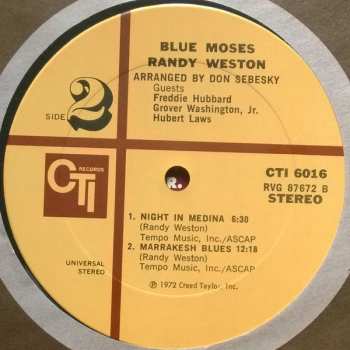 BLUE MOSES
RANDY WESTON
ARRANGED BY DON SEBESKY
Guests
Freddie Hubbard
Grover Washington, Jr.
Hubert Laws
SIDE 2
CTI RECORDS
CTI 6016
RVG 87672 B
STEREO
UNIVERSAL
STEREO
1. NIGHT IN MEDINA 6:30
(Randy Weston)
Tempo Music, Inc./ASCAP
2. MARRAKESH BLUES 12:18
(Randy Weston)
Tempo Music, Inc./ASCAP
℗ 1972 Creed Taylor, Inc.